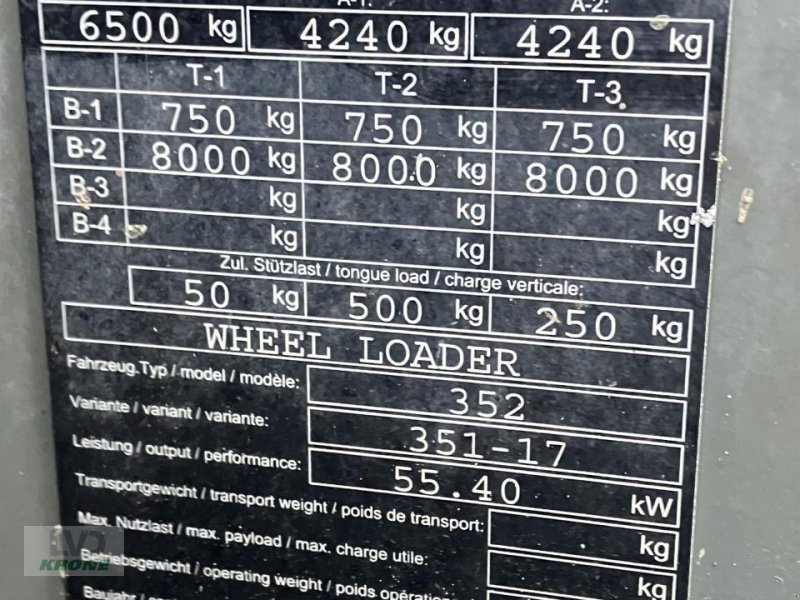 A-1: A-2:
6500 kg 4240 kg 4240 kg
T-1 T-2 T-3
B-1 750 kg 750 kg 750 kg
B-2 8000 kg 8000 kg 8000 kg
B-3 kg kg kg
B-4 kg kg kg
Zul. Stützlast / tongue load / charge verticale:
50 kg 500 kg 250 kg
WHEEL LOADER
Fahrzeug.Typ / model / modèle: 352
Variante / variant / variante: 351-17
Leistung / output / performance: 55.40 kW
Transportgewicht / transport weight / poids de transport: kg
Max. Nutzlast / max. payload / max. charge utile: kg
Betriebsgewicht / operating weight / poids opération kg
Baujahr /
LVD
KRONE